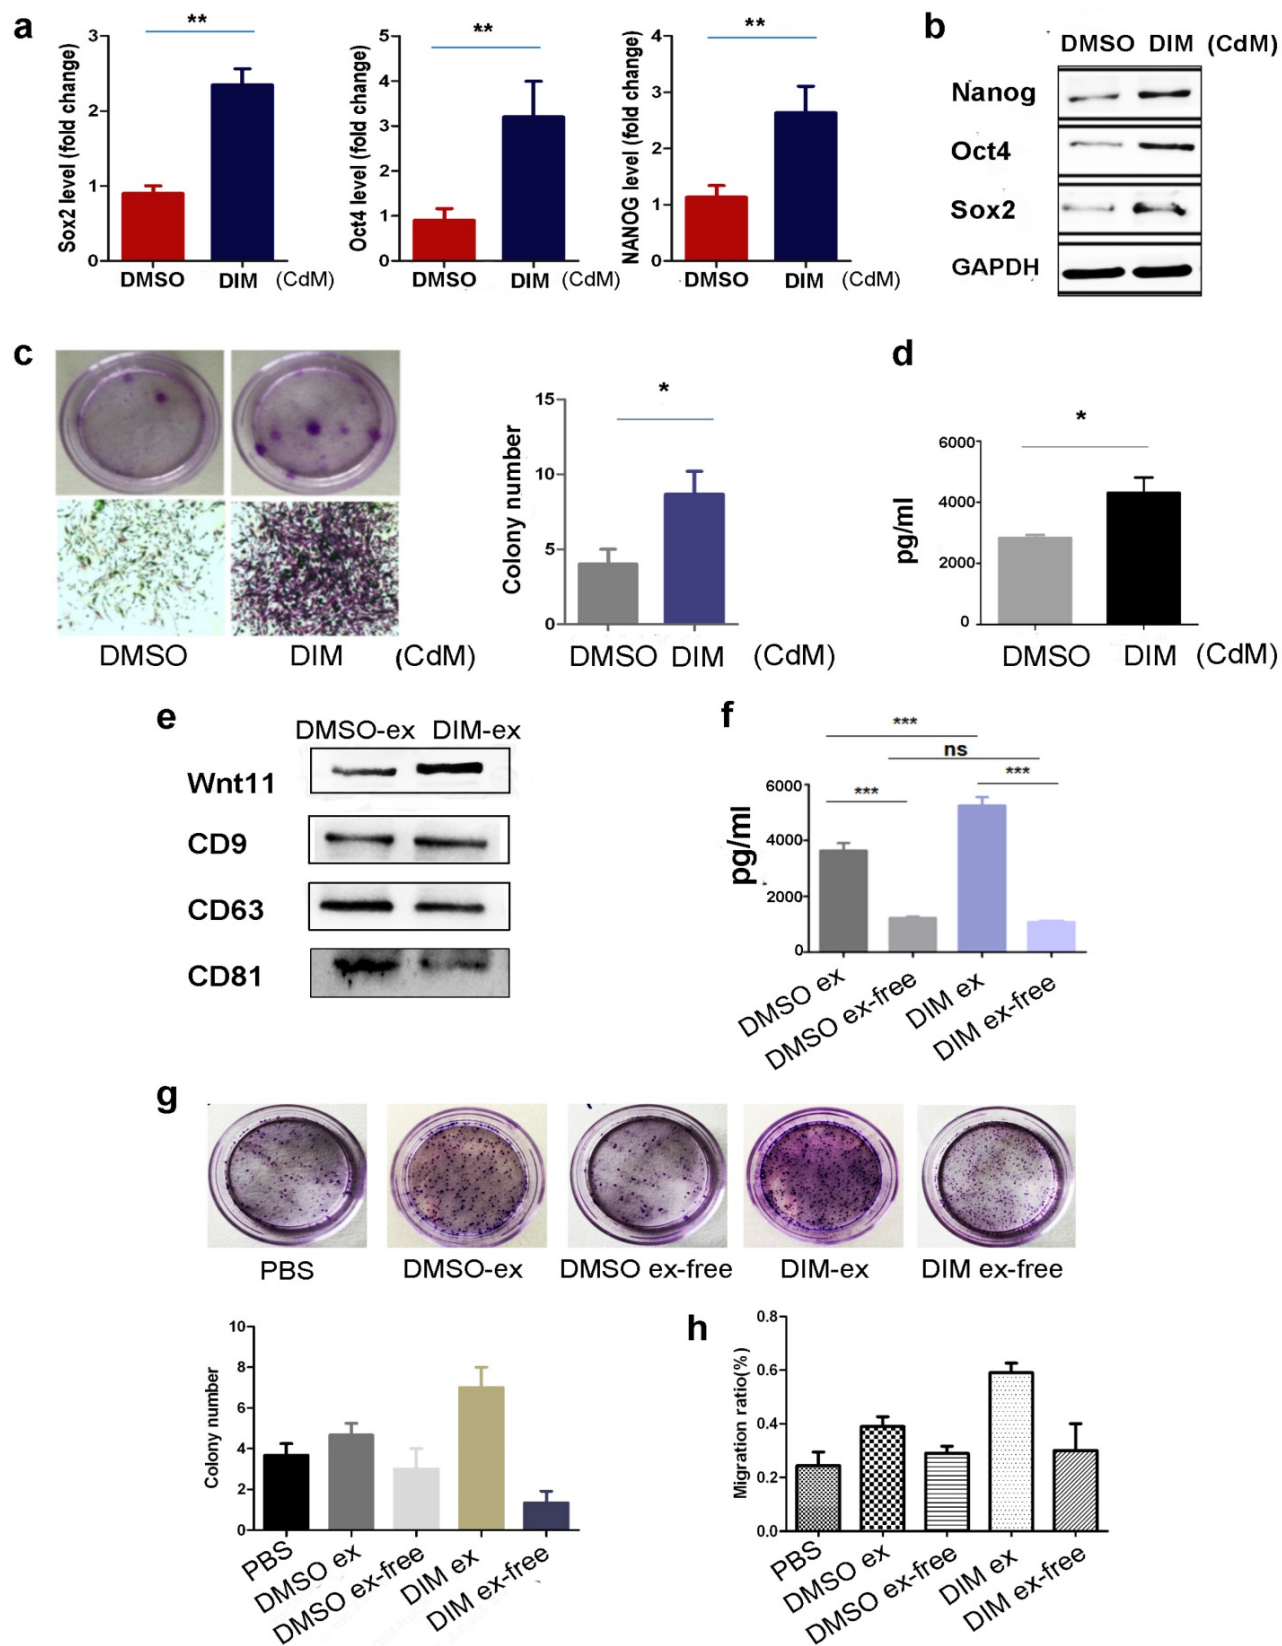 a
Sox2 level (fold change)
3
2
1
0
**
DMSO DIM (CdM)
Oct4 level (fold change)
5
4
3
2
1
0
**
DMSO DIM (CdM)
NANOG level (fold change)
4
3
2
1
0
**
DMSO DIM (CdM)
b
DMSO DIM (CdM)
Nanog
Oct4
Sox2
GAPDH
c
DMSO DIM (CdM)
Colony number
15
10
5
0
*
DMSO DIM (CdM)
d
pg/ml
6000
4000
2000
0
*
DMSO DIM (CdM)
e
DMSO-ex DIM-ex
Wnt11
CD9
CD63
CD81
f
pg/ml
6000
4000
2000
0
***
ns
***
***
DMSO ex
DMSO ex-free
DIM ex
DIM ex-free
g
PBS DMSO-ex DMSO ex-free DIM-ex DIM ex-free
Colony number
10
8
6
4
2
0
PBS
DMSO ex
DMSO ex-free
DIM ex
DIM ex-free
h
Migration ratio(%)
0.8
0.6
0.4
0.2
0.0
PBS
DMSO ex
DMSO ex-free
DIM ex
DIM ex-free